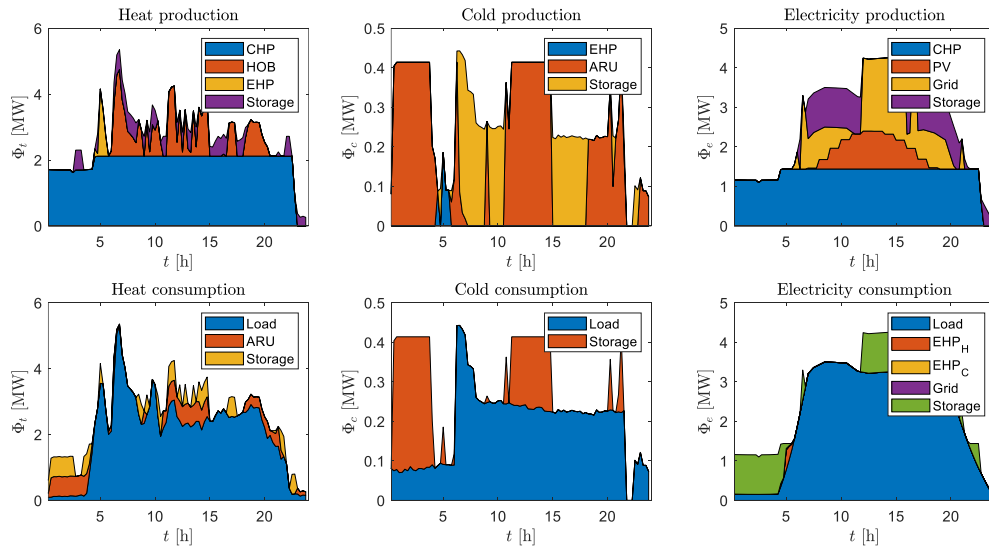 Heat production
Φt [MW]
6
4
2
0
5
10
15
20
t [h]
CHP
HOB
EHP
Storage
Cold production
Φc [MW]
0.5
0.4
0.3
0.2
0.1
0
5
10
15
20
t [h]
EHP
ARU
Storage
Electricity production
Φe [MW]
5
4
3
2
1
0
5
10
15
20
t [h]
CHP
PV
Grid
Storage
Heat consumption
Φt [MW]
6
4
2
0
5
10
15
20
t [h]
Load
ARU
Storage
Cold consumption
Φc [MW]
0.5
0.4
0.3
0.2
0.1
0
5
10
15
20
t [h]
Load
Storage
Electricity consumption
Φe [MW]
5
4
3
2
1
0
5
10
15
20
t [h]
Load
EHP_H
EHP_C
Grid
Storage